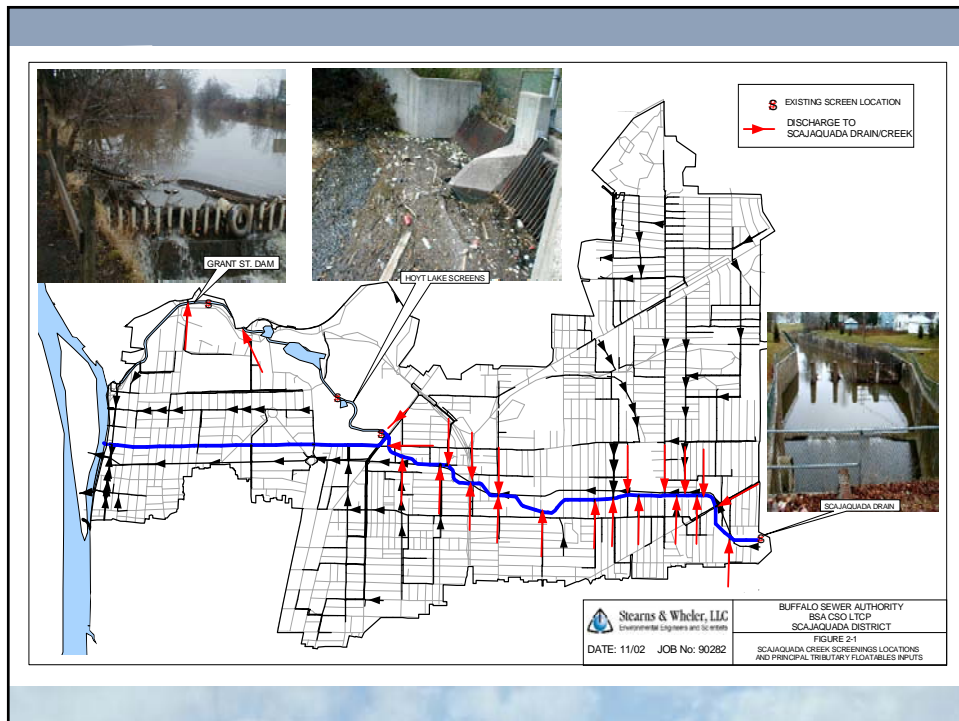 S EXISTING SCREEN LOCATION
DISCHARGE TO
SCAJAQUADA DRAIN/CREEK
GRANT ST. DAM
HOYT LAKE SCREENS
S
S
S
SCAJAQUADA DRAIN
S
Stearns & Wheler, LLC
Environmental Engineers and Scientists
DATE: 11/02 JOB No: 90282
BUFFALO SEWER AUTHORITY
BSA CSO LTCP
SCAJAQUADA DISTRICT
FIGURE 2-1
SCAJAQUADA CREEK SCREENINGS LOCATIONS
AND PRINCIPAL TRIBUTARY FLOATABLES INPUTS